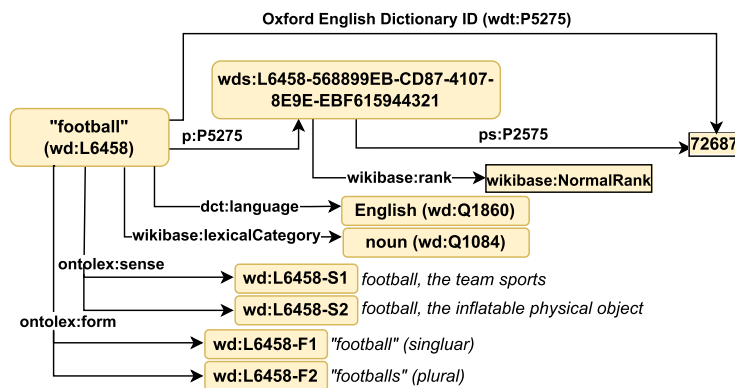 Oxford English Dictionary ID (wdt:P5275)
wds:L6458-568899EB-CD87-4107-
8E9E-EBF615944321
"football"
(wd:L6458)
p:P5275
ps:P2575
72687
wikibase:rank
wikibase:NormalRank
dct:language
English (wd:Q1860)
wikibase:lexicalCategory
noun (wd:Q1084)
ontolex:sense
wd:L6458-S1 football, the team sports
wd:L6458-S2 football, the inflatable physical object
ontolex:form
wd:L6458-F1 "football" (singluar)
wd:L6458-F2 "footballs" (plural)